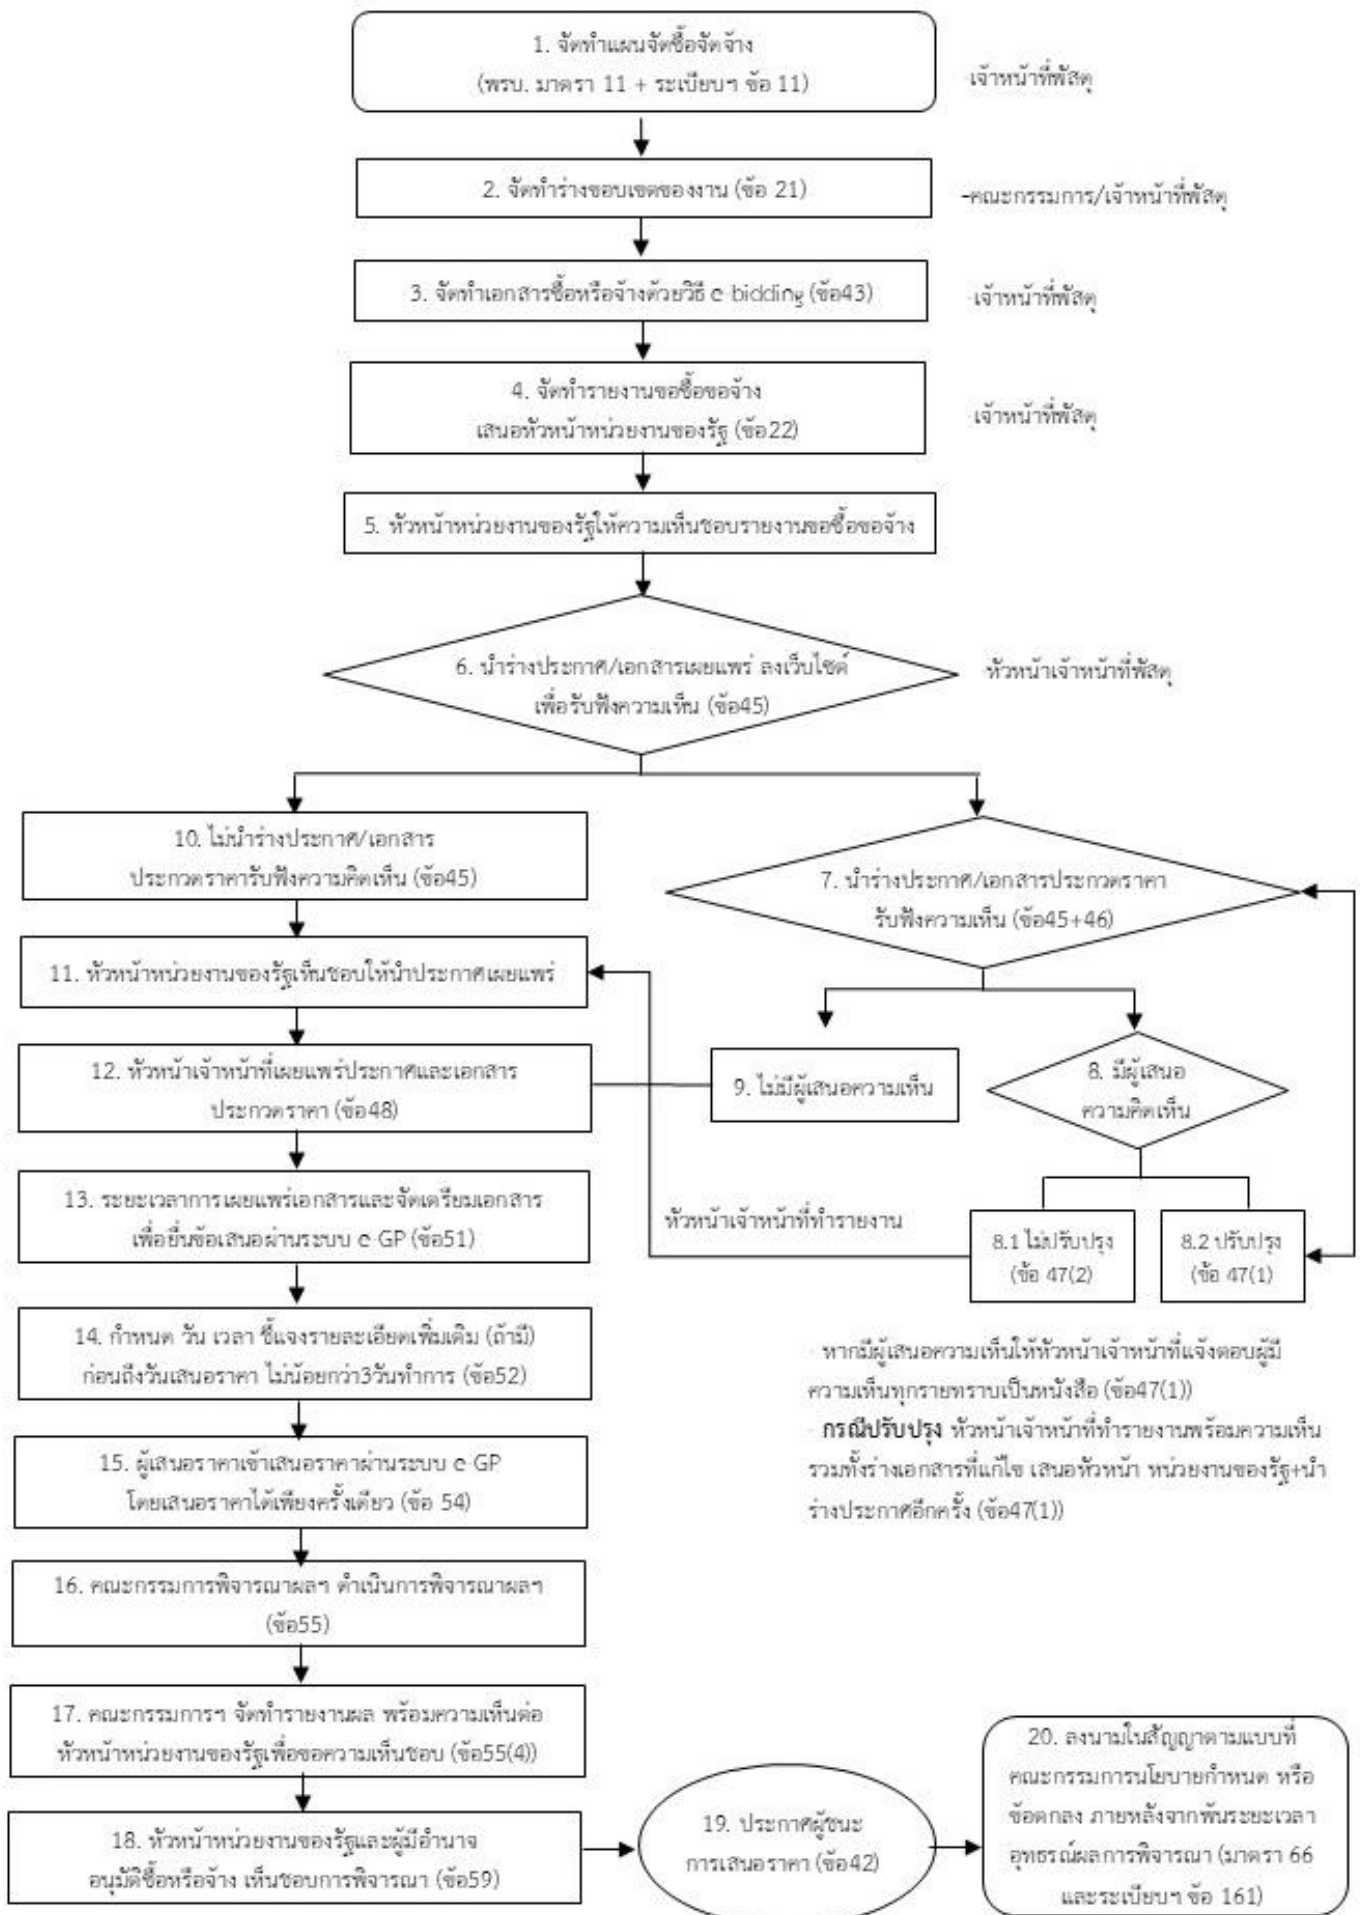 1. จัดทำแผนจัดซื้อจัดจ้าง
(พรบ. มาตรา 11 + ระเบียบฯ ข้อ 11)
-เจ้าหน้าที่พัสดุ
2. จัดทำร่างขอบเขตของงาน (ข้อ 21)
-คณะกรรมการ/เจ้าหน้าที่พัสดุ
3. จัดทำเอกสารซื้อหรือจ้างด้วยวิธี e-bidding (ข้อ43)
-เจ้าหน้าที่พัสดุ
4. จัดทำรายงานขอซื้อขอจ้าง
เสนอหัวหน้าหน่วยงานของรัฐ (ข้อ22)
-เจ้าหน้าที่พัสดุ
5. หัวหน้าหน่วยงานของรัฐให้ความเห็นชอบรายงานขอซื้อขอจ้าง
6. นำร่างประกาศ/เอกสารเผยแพร่ ลงเว็บไซต์
เพื่อรับฟังความเห็น (ข้อ45)
-หัวหน้าเจ้าหน้าที่พัสดุ
10. ไม่นำร่างประกาศ/เอกสาร
ประกวดราคารับฟังความคิดเห็น (ข้อ45)
7. นำร่างประกาศ/เอกสารประกวดราคา
รับฟังความเห็น (ข้อ45+46)
11. หัวหน้าหน่วยงานของรัฐเห็นชอบให้นำประกาศเผยแพร่
12. หัวหน้าเจ้าหน้าที่เผยแพร่ประกาศและเอกสาร
ประกวดราคา (ข้อ48)
9. ไม่มีผู้เสนอความเห็น
8. มีผู้เสนอ
ความคิดเห็น
13. ระยะเวลาการเผยแพร่เอกสารและจัดเตรียมเอกสาร
เพื่อยื่นข้อเสนอผ่านระบบ e-GP (ข้อ51)
หัวหน้าเจ้าหน้าที่ทำรายงาน
8.1 ไม่ปรับปรุง
(ข้อ 47(2)
8.2 ปรับปรุง
(ข้อ 47(1)
14. กำหนด วัน เวลา ชี้แจงรายละเอียดเพิ่มเติม (ถ้ามี)
ก่อนถึงวันเสนอราคา ไม่น้อยกว่า3วันทำการ (ข้อ52)
- หากมีผู้เสนอความเห็นให้หัวหน้าเจ้าหน้าที่แจ้งตอบผู้มี
ความเห็นทุกรายทราบเป็นหนังสือ (ข้อ47(1))
- กรณีปรับปรุง หัวหน้าเจ้าหน้าที่ทำรายงานพร้อมความเห็น
รวมทั้งร่างเอกสารที่แก้ไข เสนอหัวหน้า หน่วยงานของรัฐ+นำ
ร่างประกาศอีกครั้ง (ข้อ47(1))
15. ผู้เสนอราคาเข้าเสนอราคาผ่านระบบ e-GP
โดยเสนอราคาได้เพียงครั้งเดียว (ข้อ 54)
16. คณะกรรมการพิจารณาผลฯ ดำเนินการพิจารณาผลฯ
(ข้อ55)
17. คณะกรรมการฯ จัดทำรายงานผล พร้อมความเห็นต่อ
หัวหน้าหน่วยงานของรัฐเพื่อขอความเห็นชอบ (ข้อ55(4))
18. หัวหน้าหน่วยงานของรัฐและผู้มีอำนาจ
อนุมัติซื้อหรือจ้าง เห็นชอบการพิจารณา (ข้อ59)
19. ประกาศผู้ชนะ
การเสนอราคา (ข้อ42)
20. ลงนามในสัญญาตามแบบที่
คณะกรรมการนโยบายกำหนด หรือ
ข้อตกลง ภายหลังจากพ้นระยะเวลา
อุทธรณ์ผลการพิจารณา (มาตรา 66
และระเบียบฯ ข้อ 161)